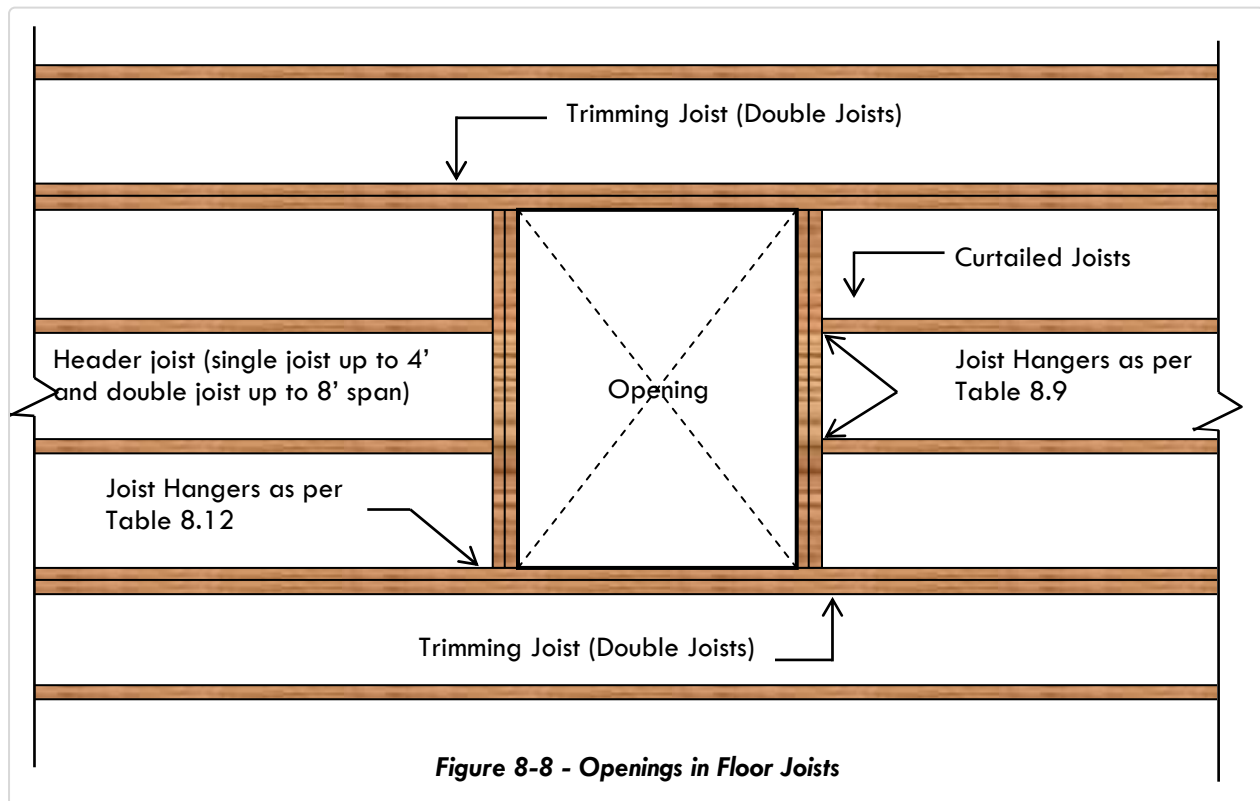 Trimming Joist (Double Joists)
Curtailed Joists
Header joist (single joist up to 4’
and double joist up to 8’ span)
Opening
Joist Hangers as per
Table 8.9
Joist Hangers as per
Table 8.12
Trimming Joist (Double Joists)
Figure 8-8 - Openings in Floor Joists